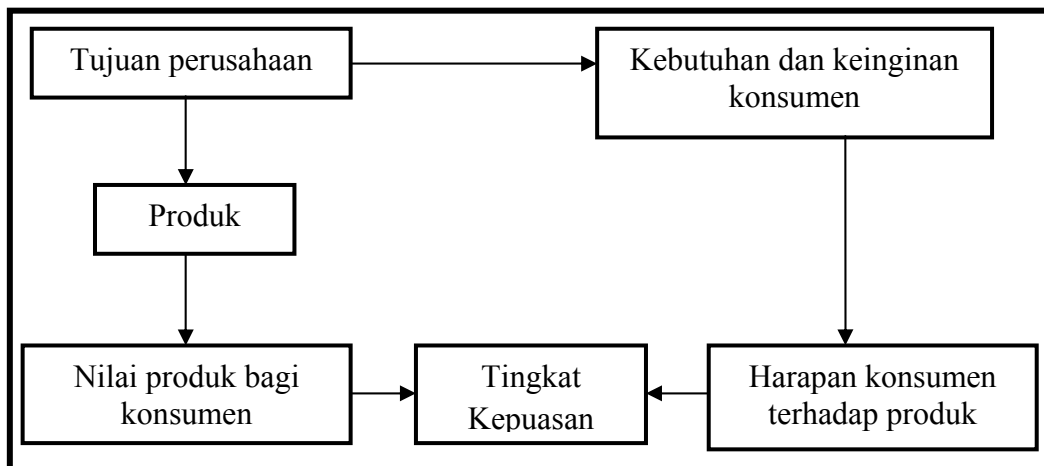 Tujuan perusahaan
Kebutuhan dan keinginan
konsumen
Produk
Nilai produk bagi
konsumen
Tingkat
Kepuasan
Harapan konsumen
terhadap produk